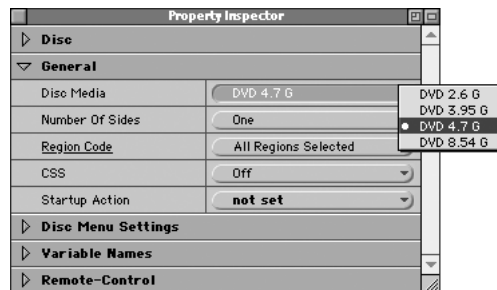 Property Inspector
Disc
General
Disc Media DVD 4.7 G
Number Of Sides One
Region Code All Regions Selected
CSS Off
Startup Action not set
Disc Menu Settings
Variable Names
Remote-Control
DVD 2.6 G
DVD 3.95 G
DVD 4.7 G
DVD 8.54 G